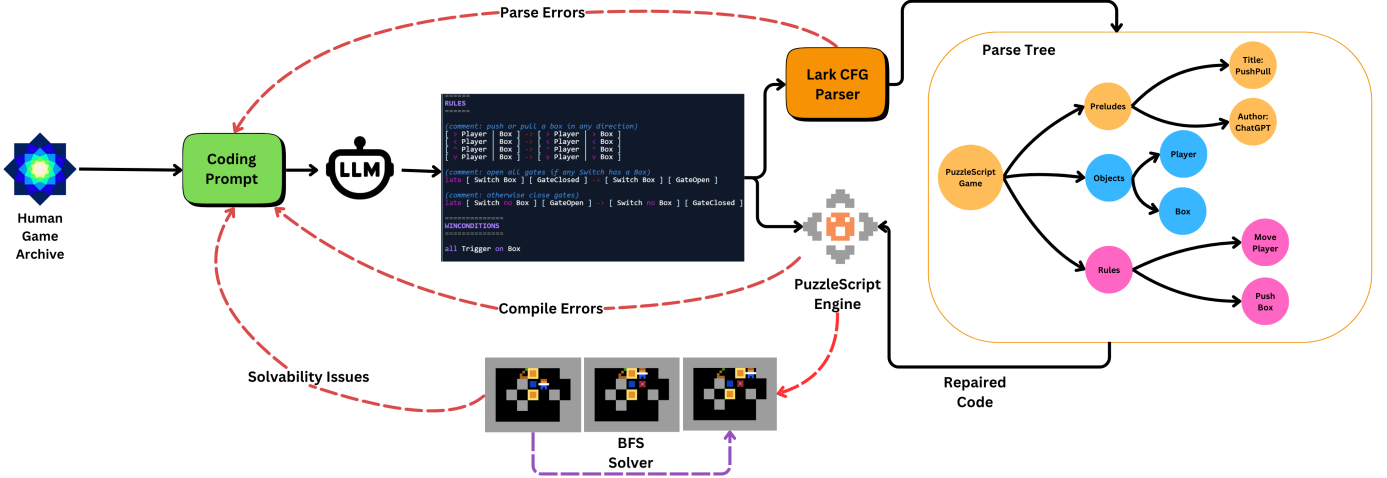 Parse Errors
Human
Game
Archive
Coding
Prompt
LLM
======
RULES
======
(comment: push or pull a box in any direction)
[ > Player | Box ] -> [ > Player | > Box ]
[ < Player | Box ] -> [ < Player | < Box ]
[ ^ Player | Box ] -> [ ^ Player | ^ Box ]
[ v Player | Box ] -> [ v Player | v Box ]
(comment: open all gates if any Switch has a Box)
late [ Switch Box ] [ GateClosed ] -> [ Switch Box ] [ GateOpen ]
(comment: otherwise close gates)
late [ Switch no Box ] [ GateOpen ] -> [ Switch no Box ] [ GateClosed ]
==============
WINCONDITIONS
==============
all Trigger on Box
Lark CFG
Parser
PuzzleScript
Engine
Compile Errors
Solvability Issues
BFS
Solver
Parse Tree
PuzzleScript
Game
Preludes
Title:
PushPull
Author:
ChatGPT
Objects
Player
Box
Rules
Move
Player
Push
Box
Repaired
Code